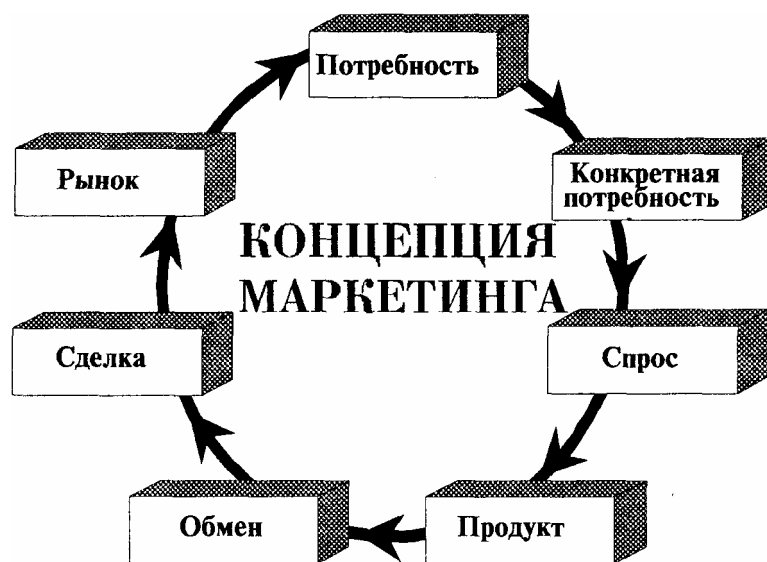 Потребность
Конкретная
потребность
Спрос
Продукт
Обмен
Сделка
Рынок
КОНЦЕПЦИЯ
МАРКЕТИНГА